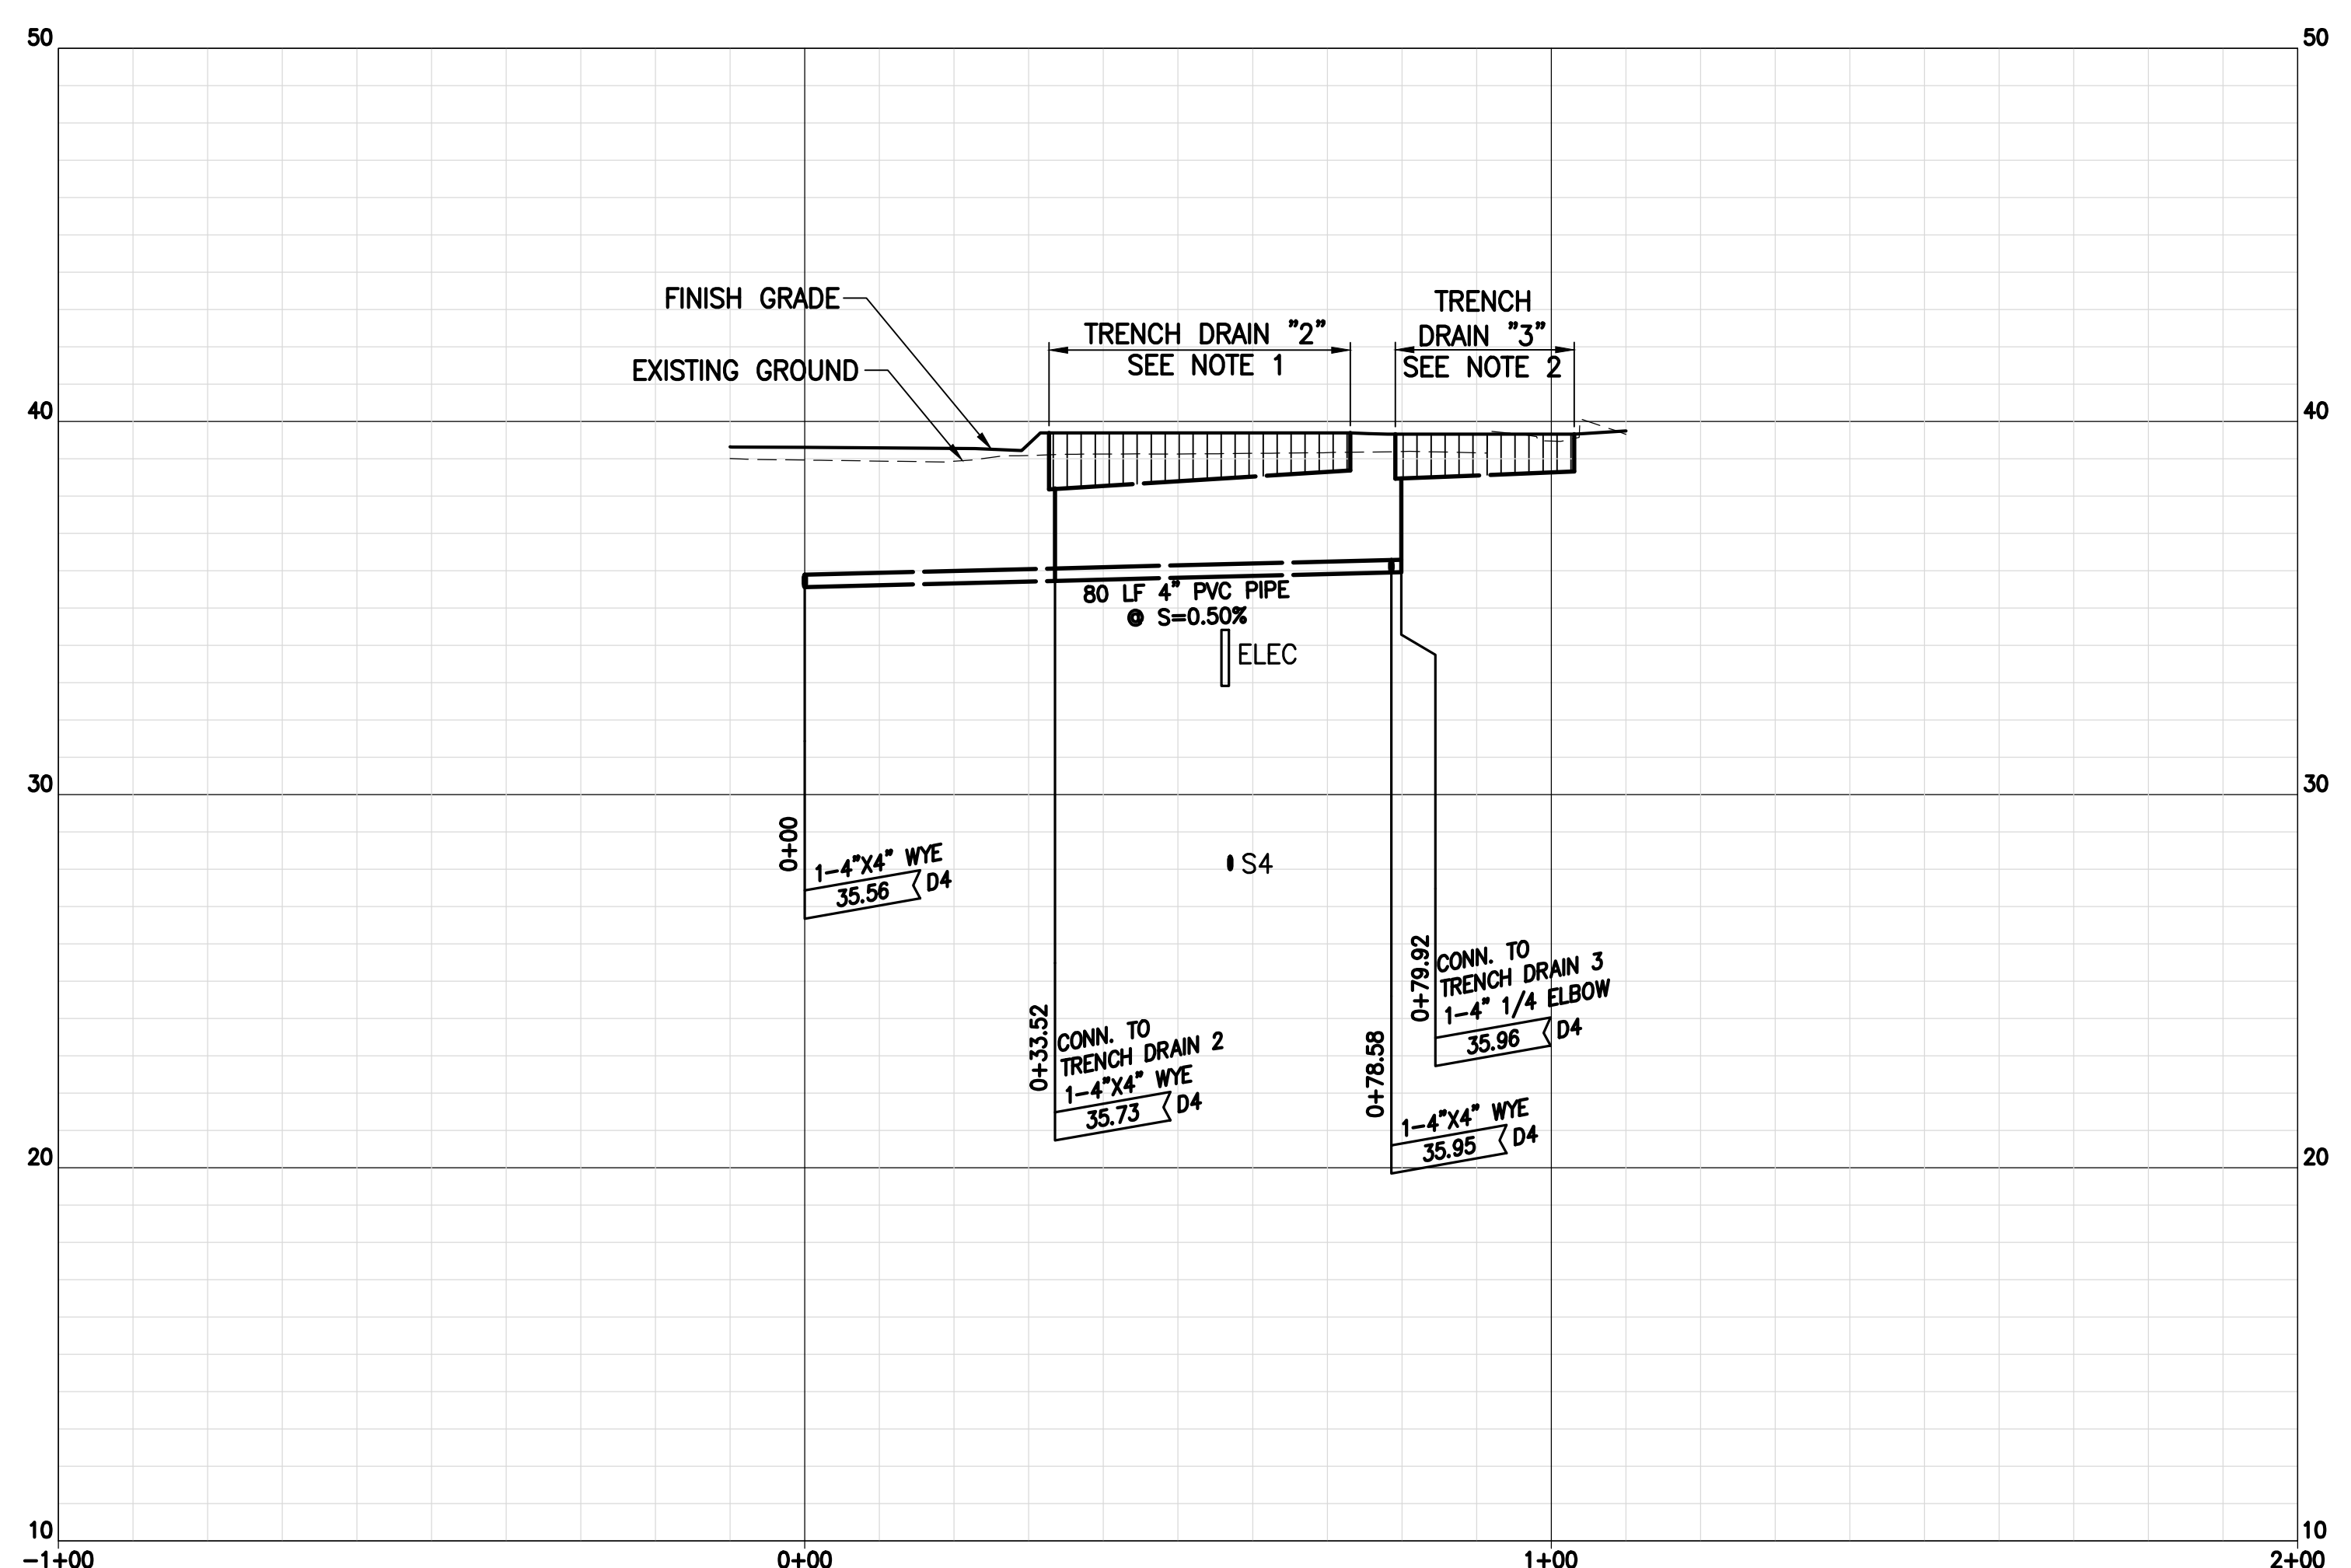 50
50
FINISH GRADE
TRENCH
DRAIN "3"
SEE NOTE 2
TRENCH DRAIN "2"
SEE NOTE 1
EXISTING GROUND
40
40
80 LF 4" PVC PIPE
@ S=0.50%
ELEC
30
30
0+00
1-4"X4" WYE
35.56
D4
S4
0+79.92
CONN. TO
TRENCH DRAIN 3
1-4" 1/4 ELBOW
35.96
D4
0+33.52
CONN. TO
TRENCH DRAIN 2
1-4"X4" WYE
35.73
D4
0+78.58
1-4"X4" WYE
35.95
D4
20
20
10
10
-1+00
0+00
1+00
2+00